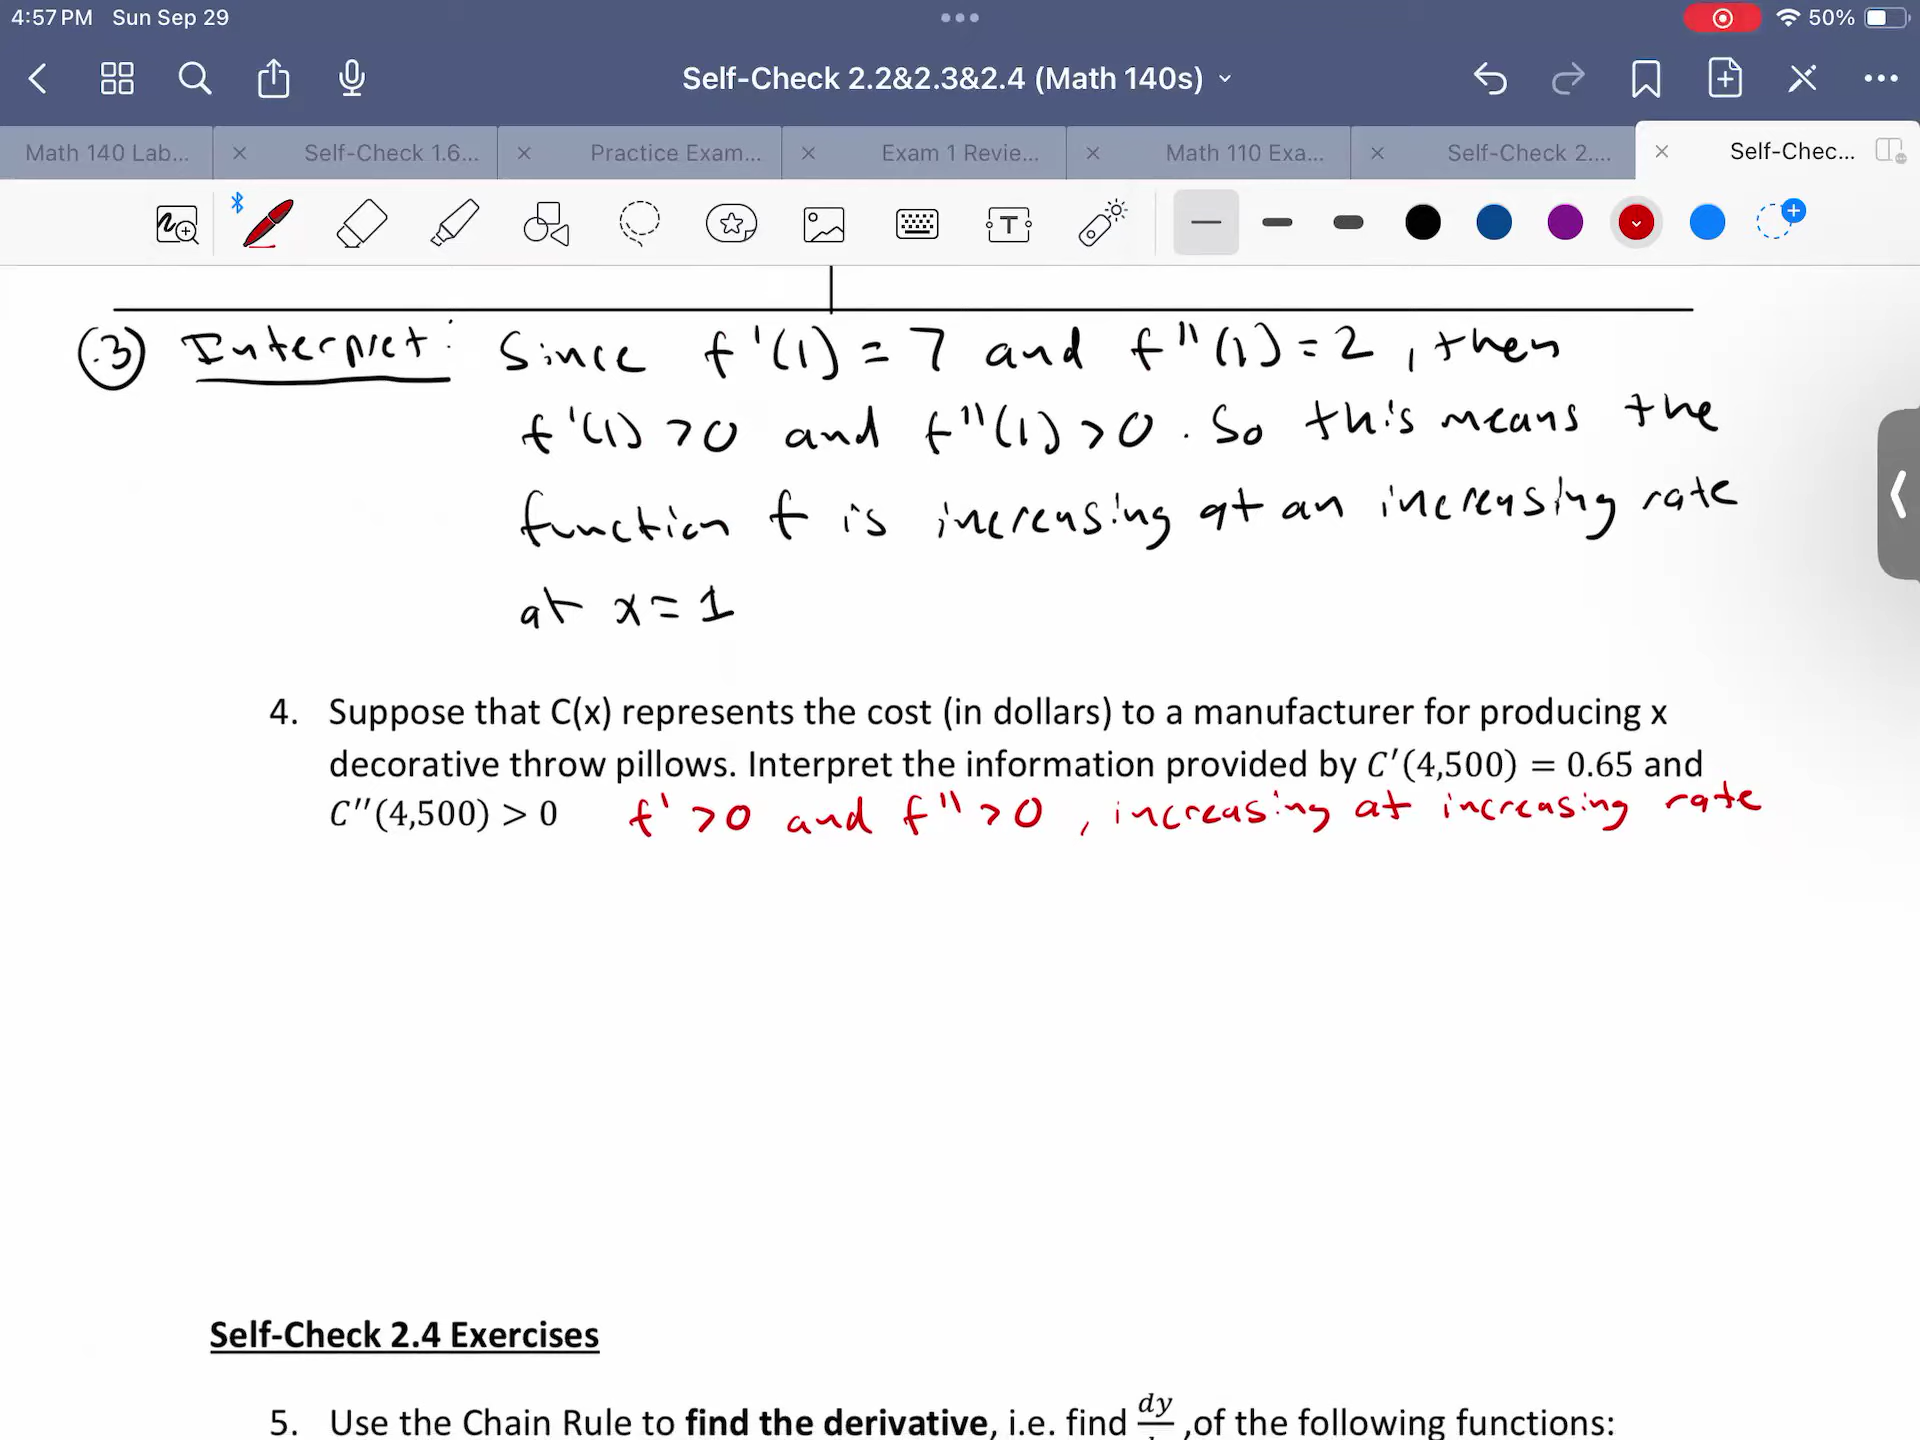 4:57 PM Sun Sep 29
50%
Self-Check 2.2&2.3&2.4 (Math 140s)
Math 140 Lab...
Self-Check 1.6...
Practice Exam...
Exam 1 Revie...
Math 110 Exa...
Self-Check 2....
Self-Chec...
T
(.3) Interpret: Since f'(1) = 7 and f''(1) = 2, then
f'(1) > 0 and f''(1) > 0. So this means the
function f is increasing at an increasing rate
at x = 1
4. Suppose that C(x) represents the cost (in dollars) to a manufacturer for producing x
decorative throw pillows. Interpret the information provided by C′(4,500) = 0.65 and
C″(4,500) > 0 f' > 0 and f'' > 0, increasing at increasing rate
Self-Check 2.4 Exercises
5. Use the Chain Rule to find the derivative, i.e. find dy ,of the following functions: